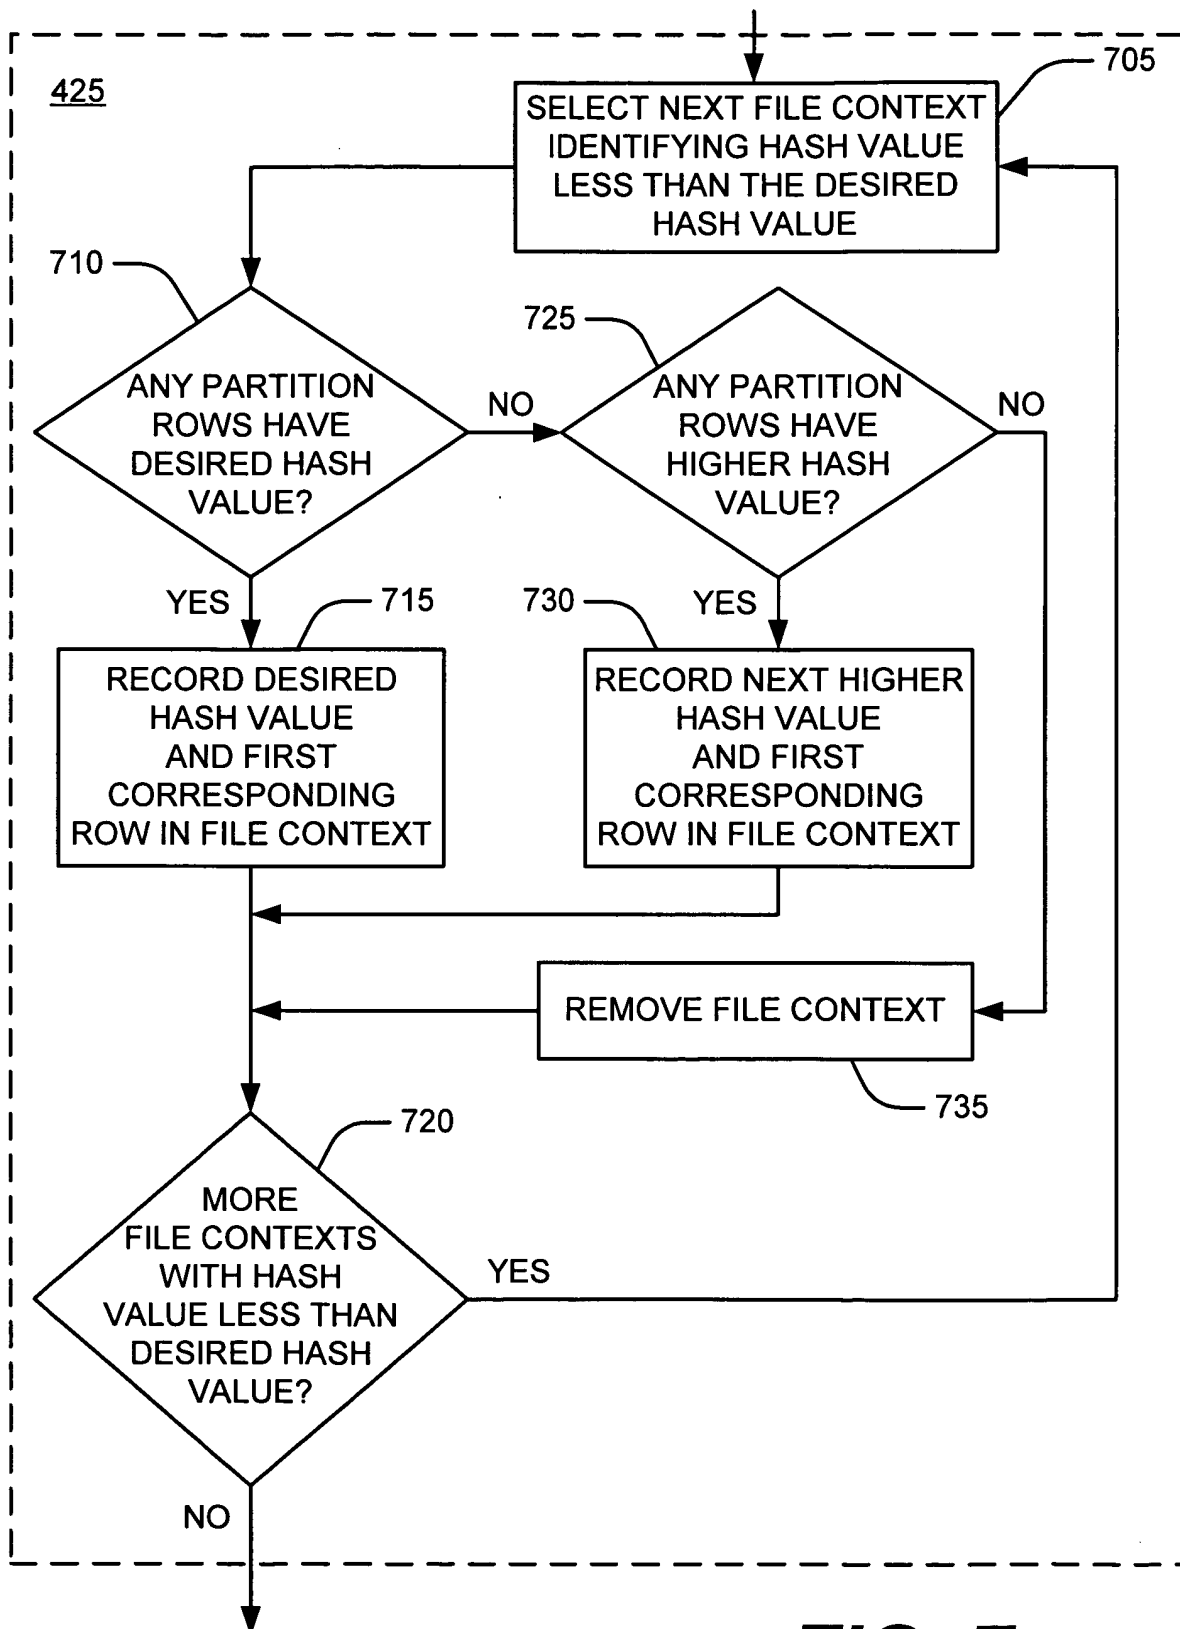 705
425
SELECT NEXT FILE CONTEXT
IDENTIFYING HASH VALUE
LESS THAN THE DESIRED
HASH VALUE
710
725
ANY PARTITION
ROWS HAVE
DESIRED HASH
VALUE?
NO
ANY PARTITION
ROWS HAVE
HIGHER HASH
VALUE?
NO
YES
715
730
YES
RECORD DESIRED
HASH VALUE
AND FIRST
CORRESPONDING
ROW IN FILE CONTEXT
RECORD NEXT HIGHER
HASH VALUE
AND FIRST
CORRESPONDING
ROW IN FILE CONTEXT
REMOVE FILE CONTEXT
735
720
MORE
FILE CONTEXTS
WITH HASH
VALUE LESS THAN
DESIRED HASH
VALUE?
YES
NO